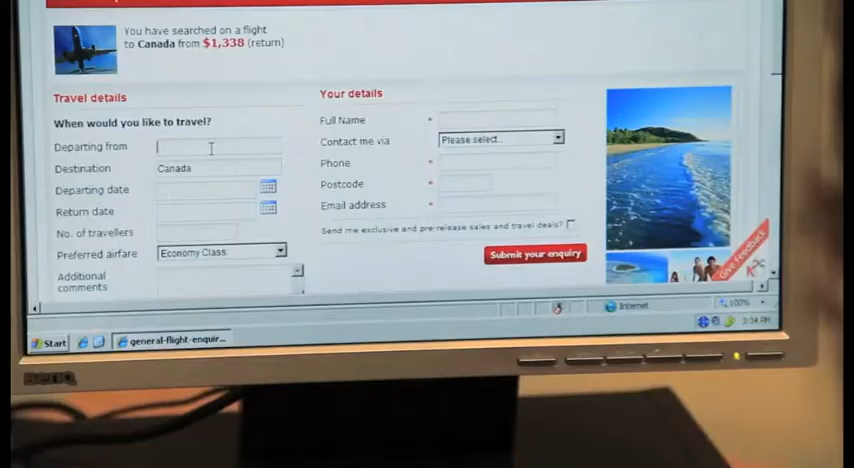 You have searched on a flight
to Canada from $1,338 (return)
Travel details
When would you like to travel?
Departing from
Destination
Canada
Departing date
Return date
No. of travellers
Preferred airfare
Economy Class
Additional
comments
Your details
Full Name *
Contact me via *
Please select...
Phone *
Postcode *
Email address *
Send me exclusive and pre-release sales and travel deals?
Submit your enquiry
Give feedback
Internet
100%
Start
general-flight-enquir...
3:34 PM
BenQ